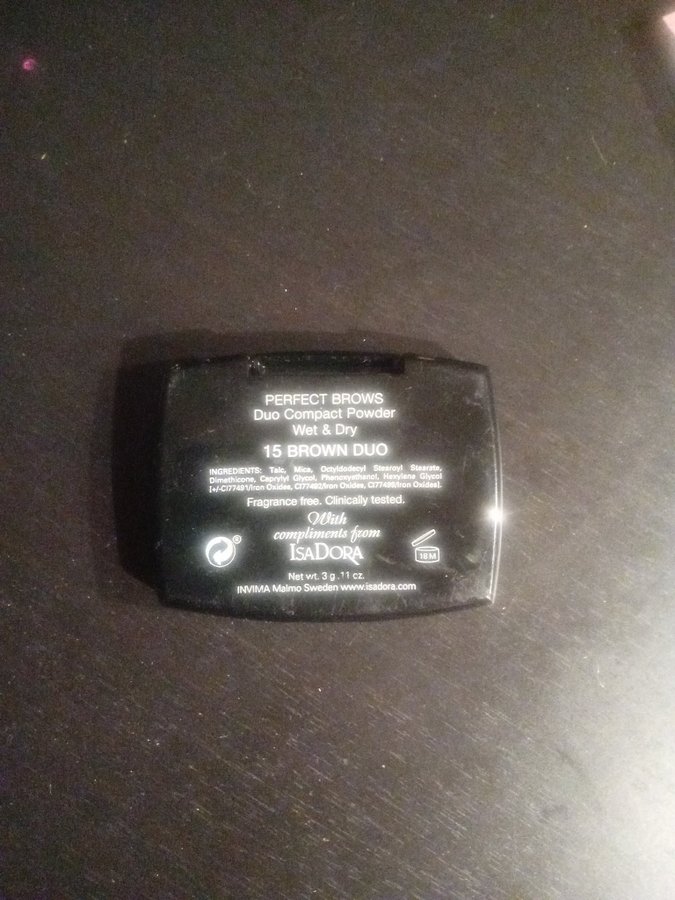 PERFECT BROWS
Duo Compact Powder
Wet & Dry
15 BROWN DUO
INGREDIENTS: Talc, Mica, Octyldodecyl Stearoyl Stearate,
Dimethicone, Caprylyl Glycol, Phenoxyethanol, Hexylene Glycol
[+/-CI77491/Iron Oxides, CI77492/Iron Oxides, CI77499/Iron Oxides].
Fragrance free. Clinically tested.
With
compliments from
ISADORA
18M
Net wt. 3 g .11 oz.
INVIMA Malmo Sweden www.isadora.com